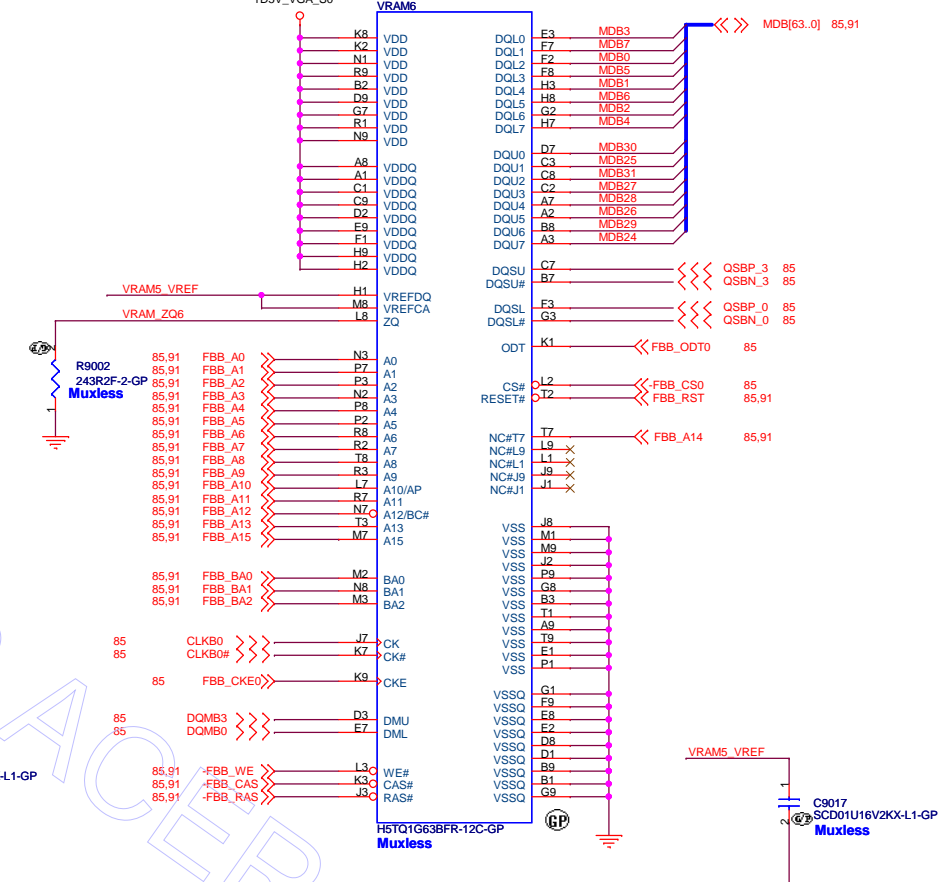 1D5V_VGA_S0
VRAM6
K8 VDD DQL0 E3 MDB3 MDB[63..0] 85,91
K2 VDD DQL1 F7 MDB7
N1 VDD DQL2 F2 MDB0
R9 VDD DQL3 F8 MDB5
B2 VDD DQL4 H3 MDB1
D9 VDD DQL5 H8 MDB6
G7 VDD DQL6 G2 MDB2
R1 VDD DQL7 H7 MDB4
N9 VDD
DQU0 D7 MDB30
A8 VDDQ DQU1 C3 MDB25
A1 VDDQ DQU2 C8 MDB31
C1 VDDQ DQU3 C2 MDB27
C9 VDDQ DQU4 A7 MDB28
D2 VDDQ DQU5 A2 MDB26
E9 VDDQ DQU6 B8 MDB29
F1 VDDQ DQU7 A3 MDB24
H9 VDDQ
H2 VDDQ DQSU C7 QSBP_3 85
DQSU# B7 QSBN_3 85
VRAM5_VREF H1 VREFDQ
M8 VREFCA DQSL F3 QSBP_0 85
VRAM_ZQ6 L8 ZQ DQSL# G3 QSBN_0 85
ODT K1 FBB_ODT0 85
2
R9002
243R2F-2-GP
Muxless
1
85,91 FBB_A0 N3 A0
85,91 FBB_A1 P7 A1
85,91 FBB_A2 P3 A2 CS# L2 -FBB_CS0 85
85,91 FBB_A3 N2 A3 RESET# T2 FBB_RST 85,91
85,91 FBB_A4 P8 A4
85,91 FBB_A5 P2 A5
85,91 FBB_A6 R8 A6 NC#T7 T7 FBB_A14 85,91
85,91 FBB_A7 R2 A7 NC#L9 L9
85,91 FBB_A8 T8 A8 NC#L1 L1
85,91 FBB_A9 R3 A9 NC#J9 J9
85,91 FBB_A10 L7 A10/AP NC#J1 J1
85,91 FBB_A11 R7 A11
85,91 FBB_A12 N7 A12/BC#
85,91 FBB_A13 T3 A13 VSS J8
85,91 FBB_A15 M7 A15 VSS M1
VSS M9
VSS J2
85,91 FBB_BA0 M2 BA0 VSS P9
85,91 FBB_BA1 N8 BA1 VSS G8
85,91 FBB_BA2 M3 BA2 VSS B3
VSS T1
VSS A9
85 CLKB0 J7 CK VSS T9
85 CLKB0# K7 CK# VSS E1
VSS P1
85 FBB_CKE0 K9 CKE
VSSQ G1
VSSQ F9
85 DQMB3 D3 DMU VSSQ E8
85 DQMB0 E7 DML VSSQ E2
VSSQ D8
VSSQ D1
85,91 -FBB_WE L3 WE# VSSQ B9
85,91 -FBB_CAS K3 CAS# VSSQ B1
85,91 -FBB_RAS J3 RAS# VSSQ G9
H5TQ1G63BFR-12C-GP
Muxless
GP
VRAM5_VREF
1
C9017
2
SCD01U16V2KX-L1-GP
Muxless
-L1-GP
ACER